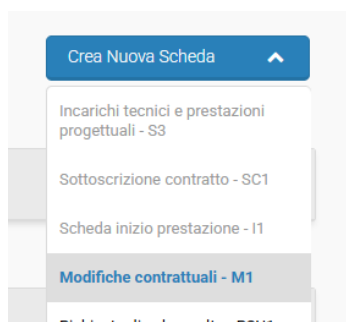 Crea Nuova Scheda
Incarichi tecnici e prestazioni
progettuali - S3
Sottoscrizione contratto - SC1
Scheda inizio prestazione - I1
Modifiche contrattuali - M1